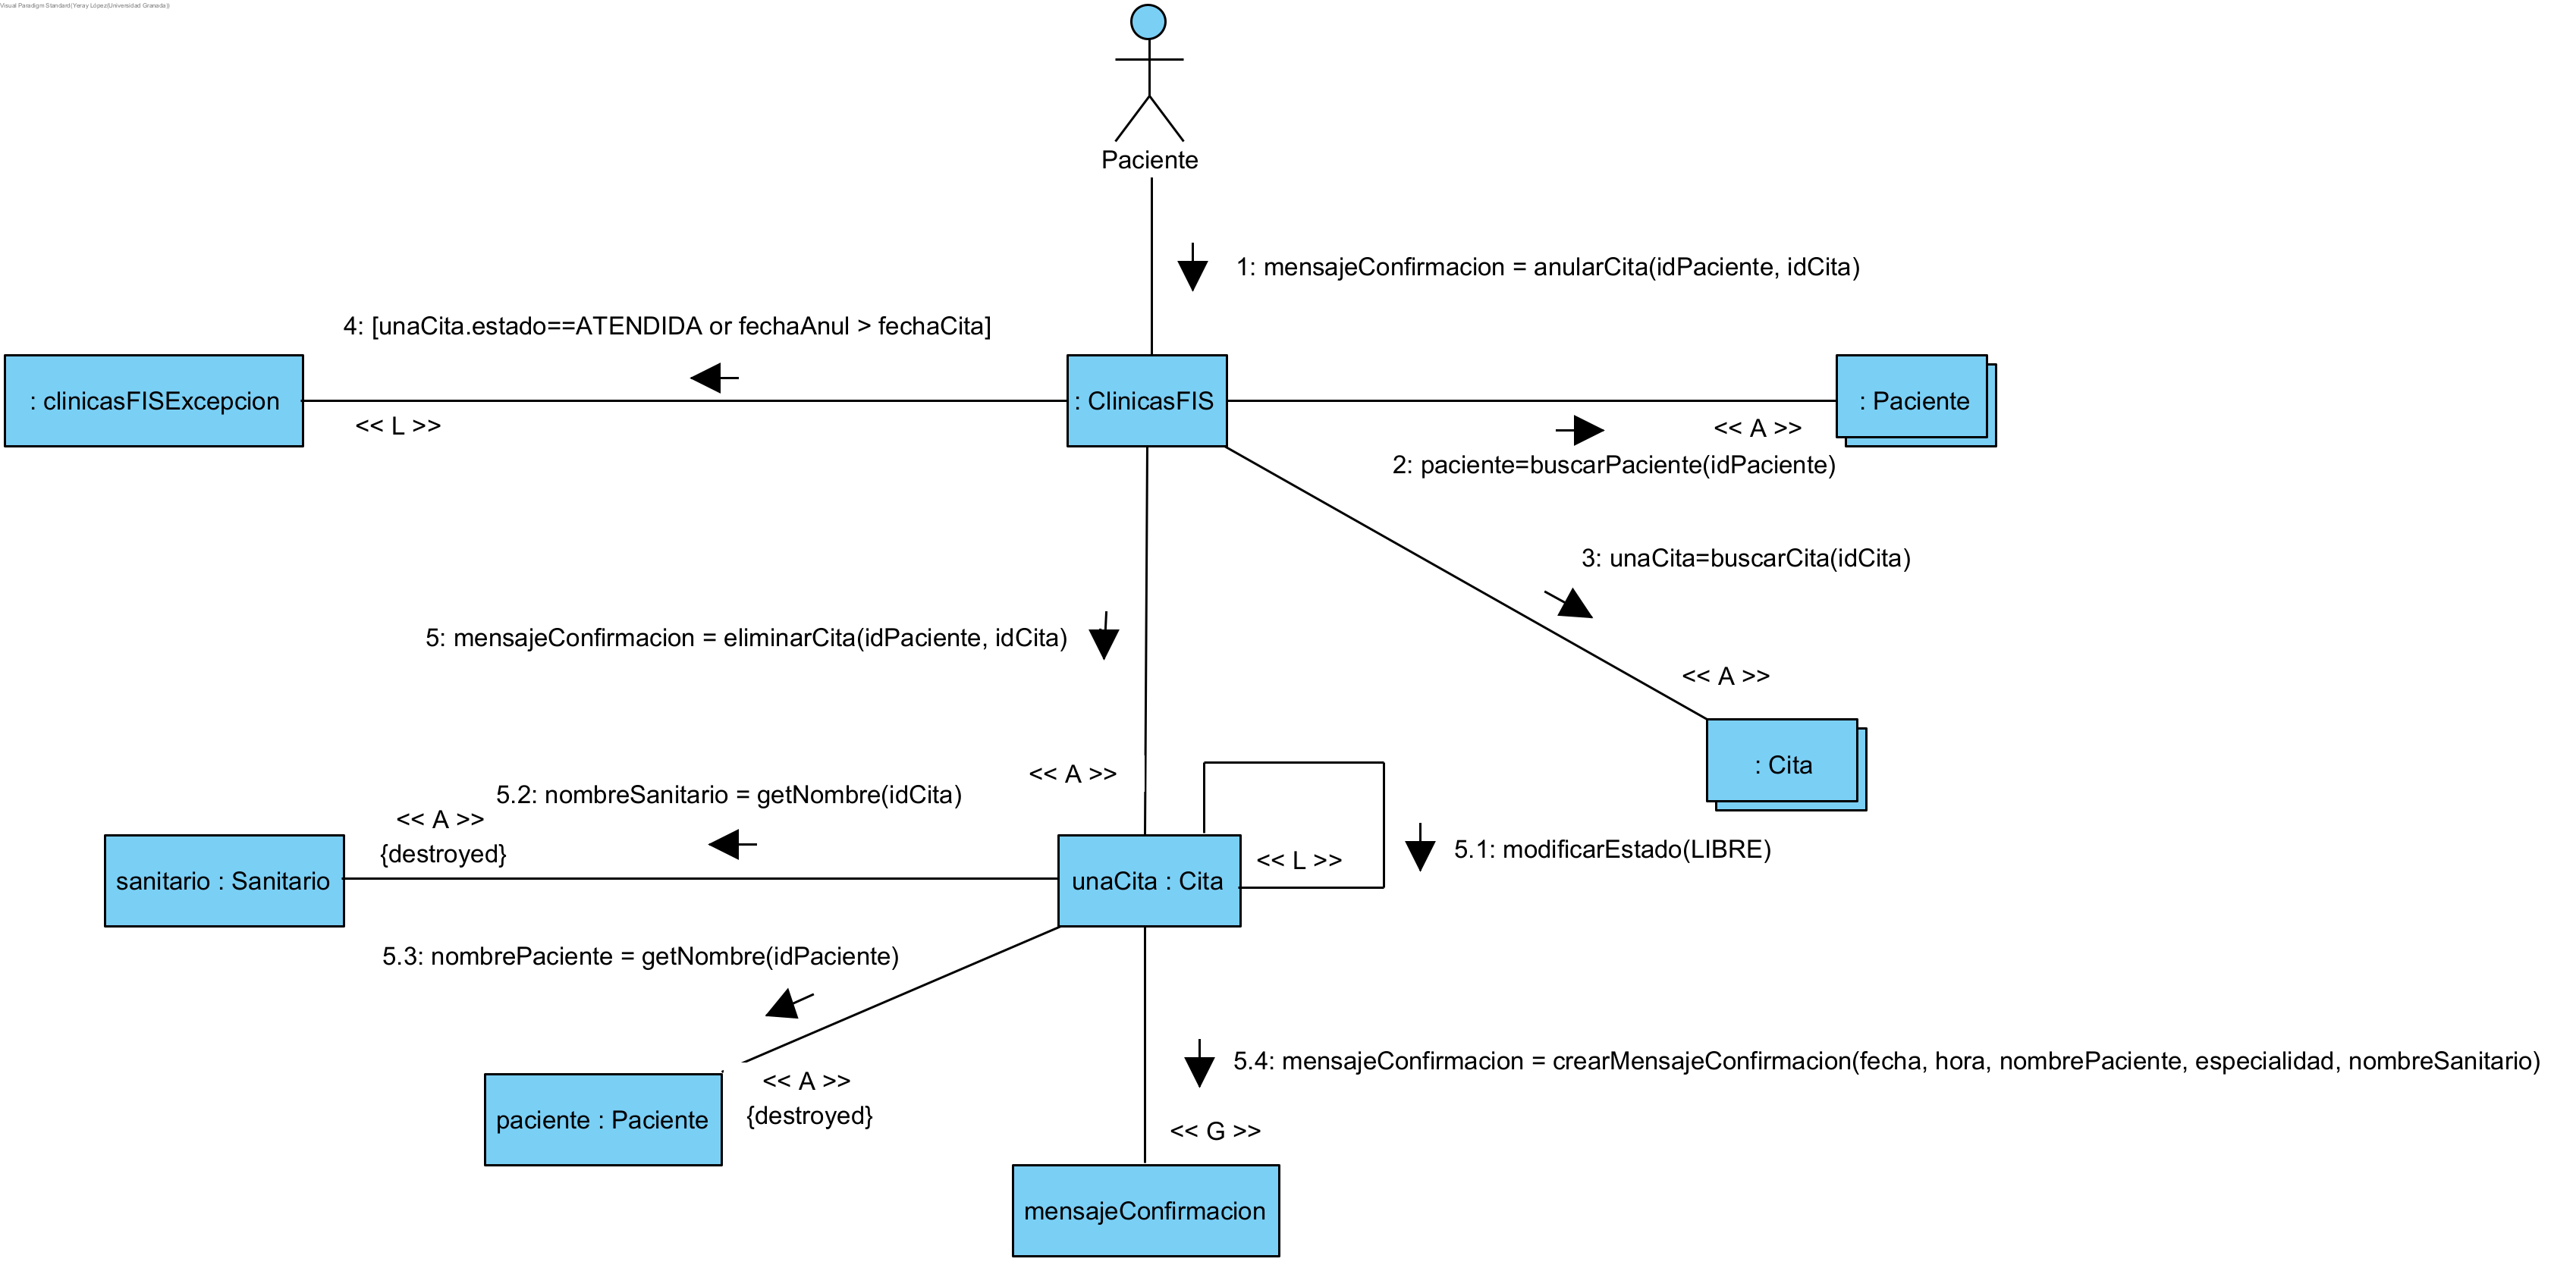 Visual Paradigm Standard(Yeray López(Universidad Granada))
Paciente
1: mensajeConfirmacion = anularCita(idPaciente, idCita)
4: [unaCita.estado==ATENDIDA or fechaAnul > fechaCita]
: clinicasFISExcepcion
: ClinicasFIS
: Paciente
<< L >>
<< A >>
2: paciente=buscarPaciente(idPaciente)
3: unaCita=buscarCita(idCita)
5: mensajeConfirmacion = eliminarCita(idPaciente, idCita)
<< A >>
: Cita
<< A >>
5.2: nombreSanitario = getNombre(idCita)
<< A >>
{destroyed}
<< L >>
5.1: modificarEstado(LIBRE)
sanitario : Sanitario
unaCita : Cita
5.3: nombrePaciente = getNombre(idPaciente)
5.4: mensajeConfirmacion = crearMensajeConfirmacion(fecha, hora, nombrePaciente, especialidad, nombreSanitario)
<< A >>
{destroyed}
paciente : Paciente
<< G >>
mensajeConfirmacion